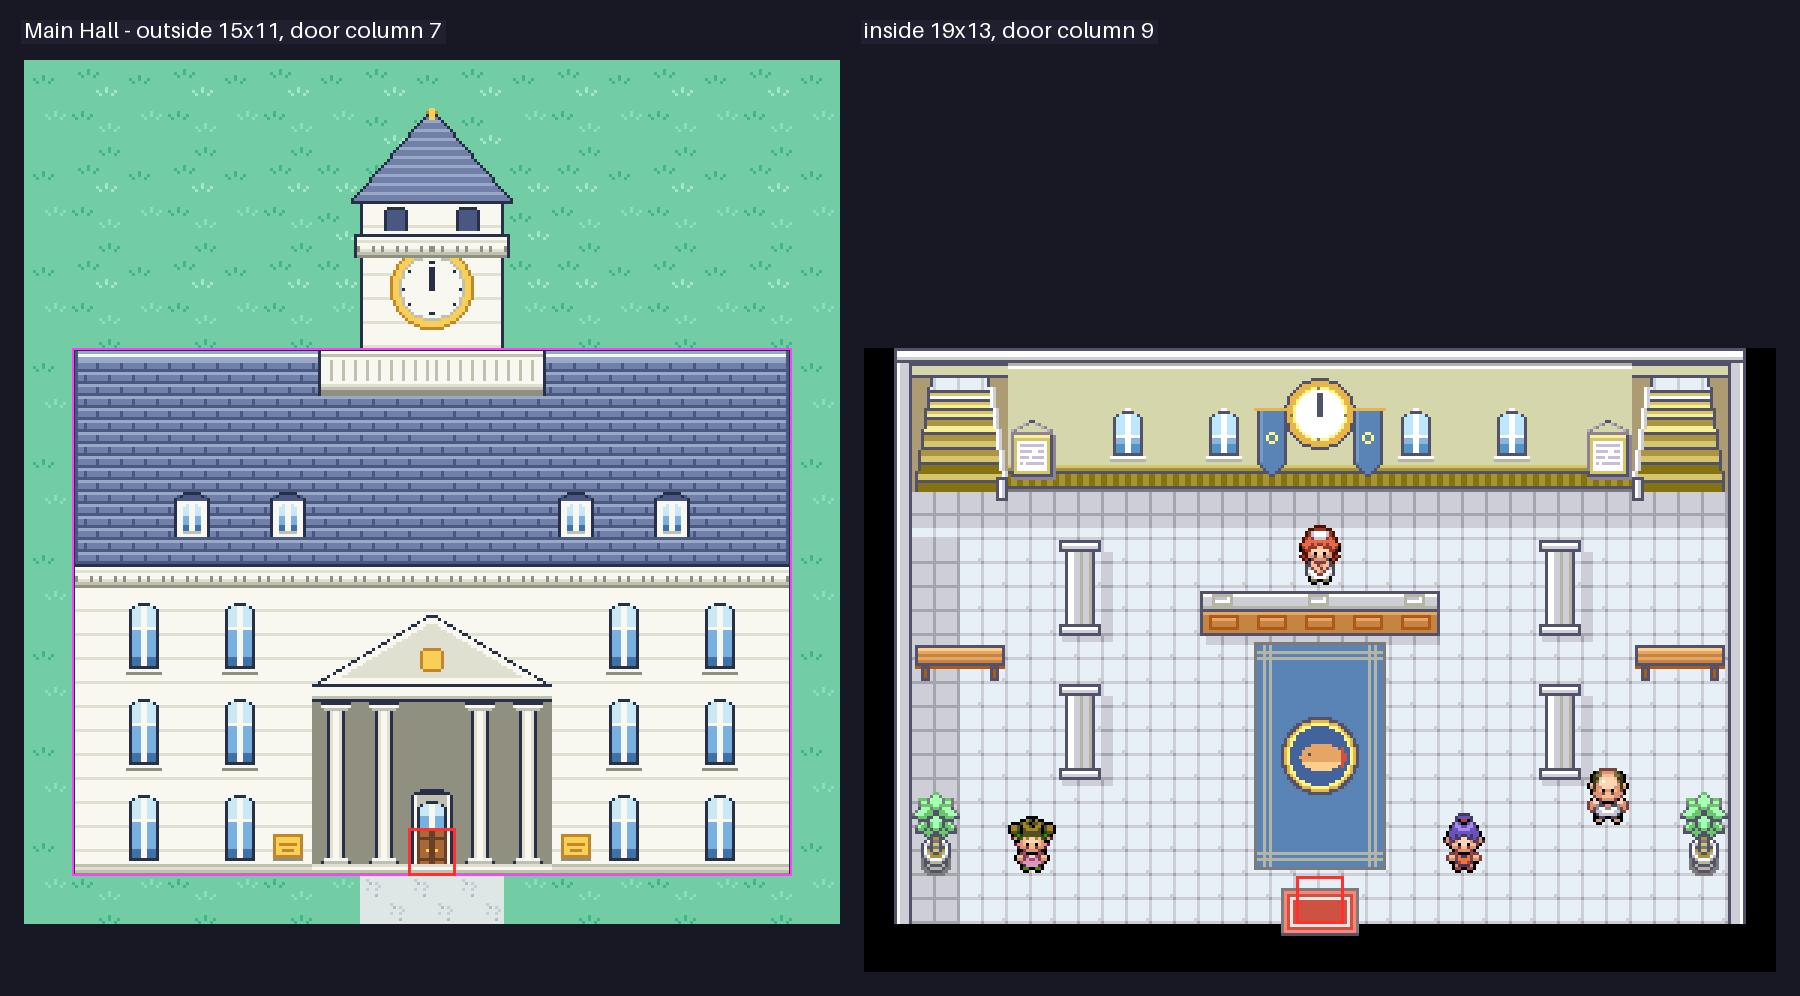 Main Hall - outside 15x11, door column 7
inside 19x13, door column 9